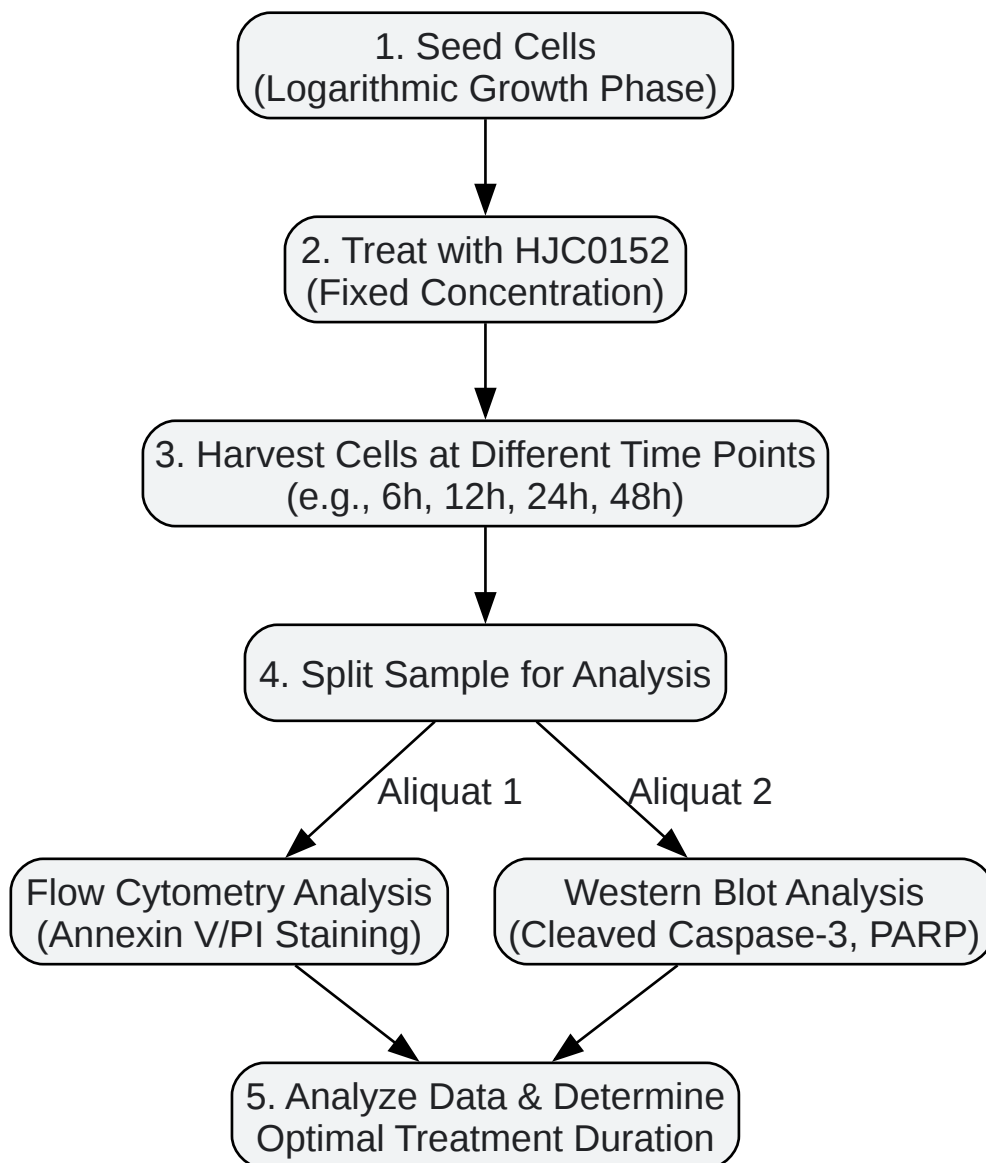 1. Seed Cells
(Logarithmic Growth Phase)
2. Treat with HJC0152
(Fixed Concentration)
3. Harvest Cells at Different Time Points
(e.g., 6h, 12h, 24h, 48h)
4. Split Sample for Analysis
Aliquat 1
Aliquat 2
Flow Cytometry Analysis
(Annexin V/PI Staining)
Western Blot Analysis
(Cleaved Caspase-3, PARP)
5. Analyze Data & Determine
Optimal Treatment Duration